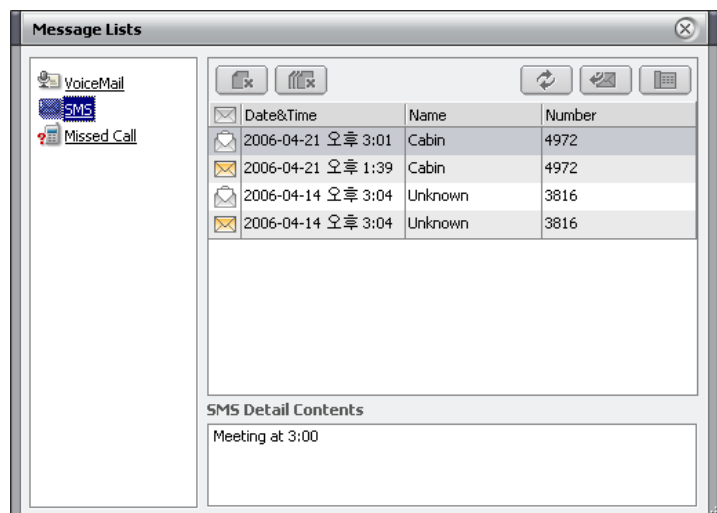 Message Lists
VoiceMail
SMS
Missed Call
Date&Time Name Number
2006-04-21 오후 3:01 Cabin 4972
2006-04-21 오후 1:39 Cabin 4972
2006-04-14 오후 3:04 Unknown 3816
2006-04-14 오후 3:04 Unknown 3816
SMS Detail Contents
Meeting at 3:00